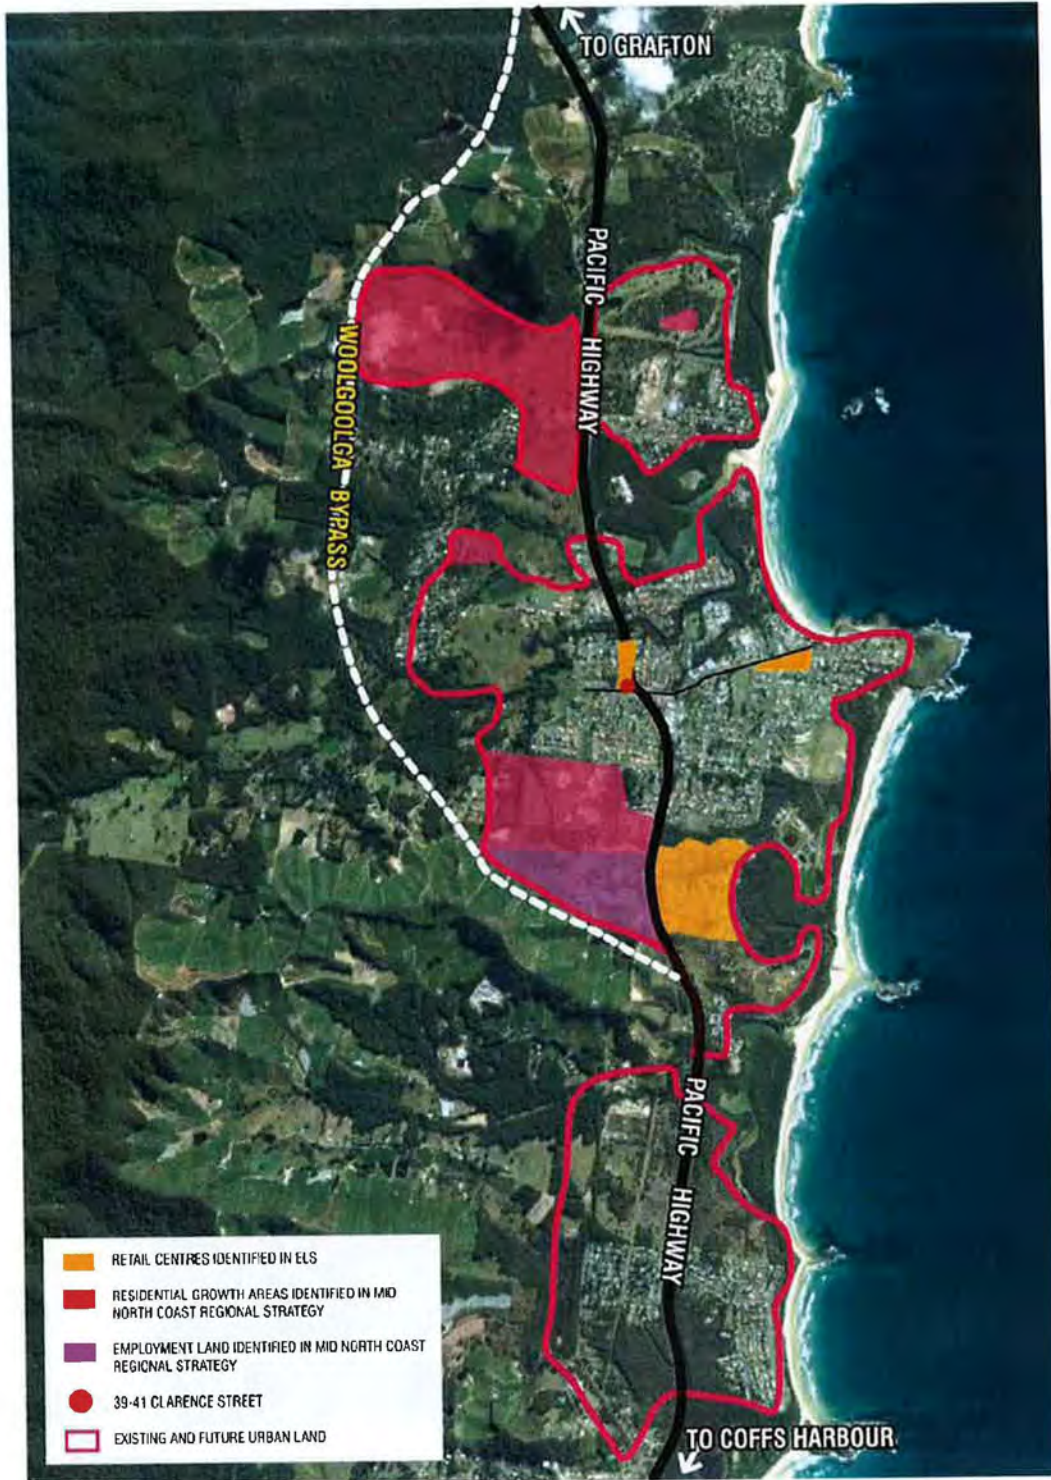 TO GRAFTON
PACIFIC HIGHWAY
WOOLGOOLGA BYPASS
PACIFIC HIGHWAY
RETAIL CENTRES IDENTIFIED IN ELS
RESIDENTIAL GROWTH AREAS IDENTIFIED IN MID
NORTH COAST REGIONAL STRATEGY
EMPLOYMENT LAND IDENTIFIED IN MID NORTH COAST
REGIONAL STRATEGY
39-41 CLARENCE STREET
EXISTING AND FUTURE URBAN LAND
TO COFFS HARBOUR